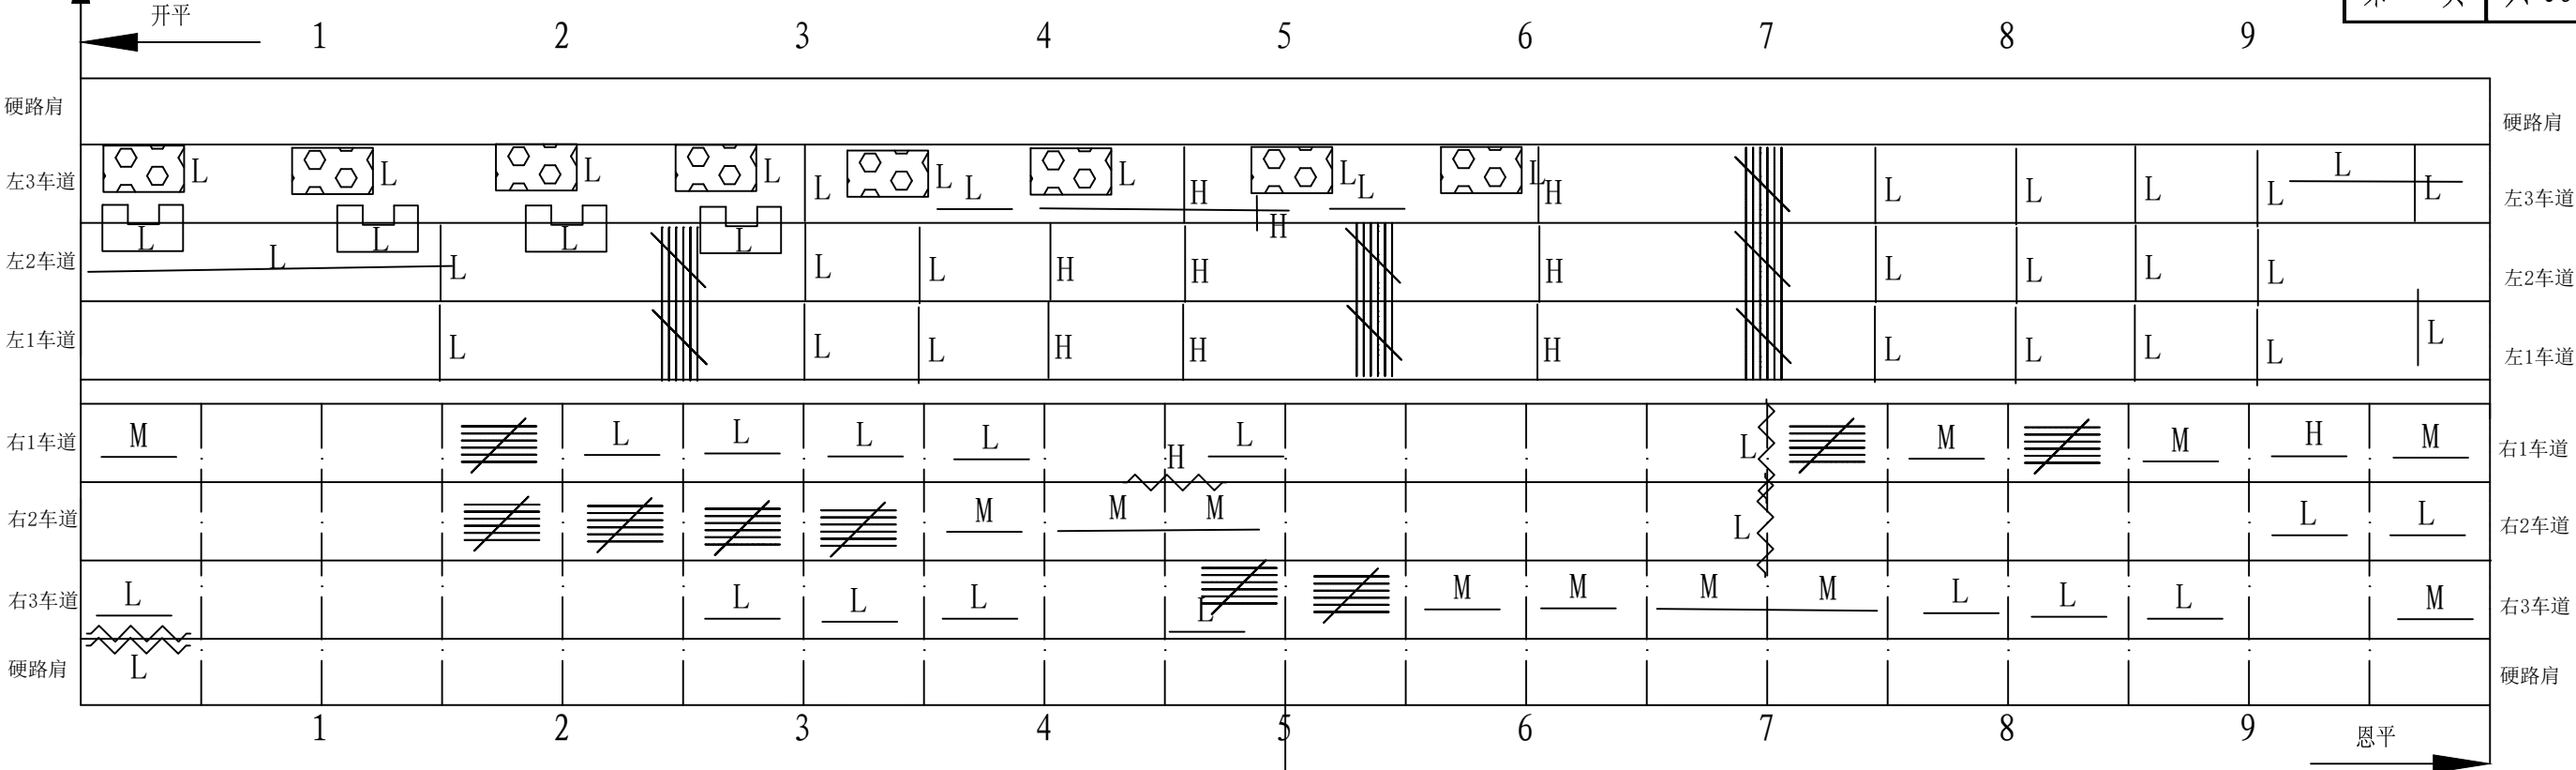 开平
1 2 3 4 5 6 7 8 9
硬路肩 硬路肩
左3车道 L L L L L L L L L H L L L H L L L L L L 左3车道
L L L L H
左2车道 L L L L H H H L L L L 左2车道
左1车道 L L L H H H L L L L L 左1车道
右1车道 M L L L L H L L M M H M 右1车道
右2车道 M M M L L L 右2车道
右3车道 L L L L L M M M M L L L M 右3车道
硬路肩 L 硬路肩
1 2 3 4 5 6 7 8 9
恩平